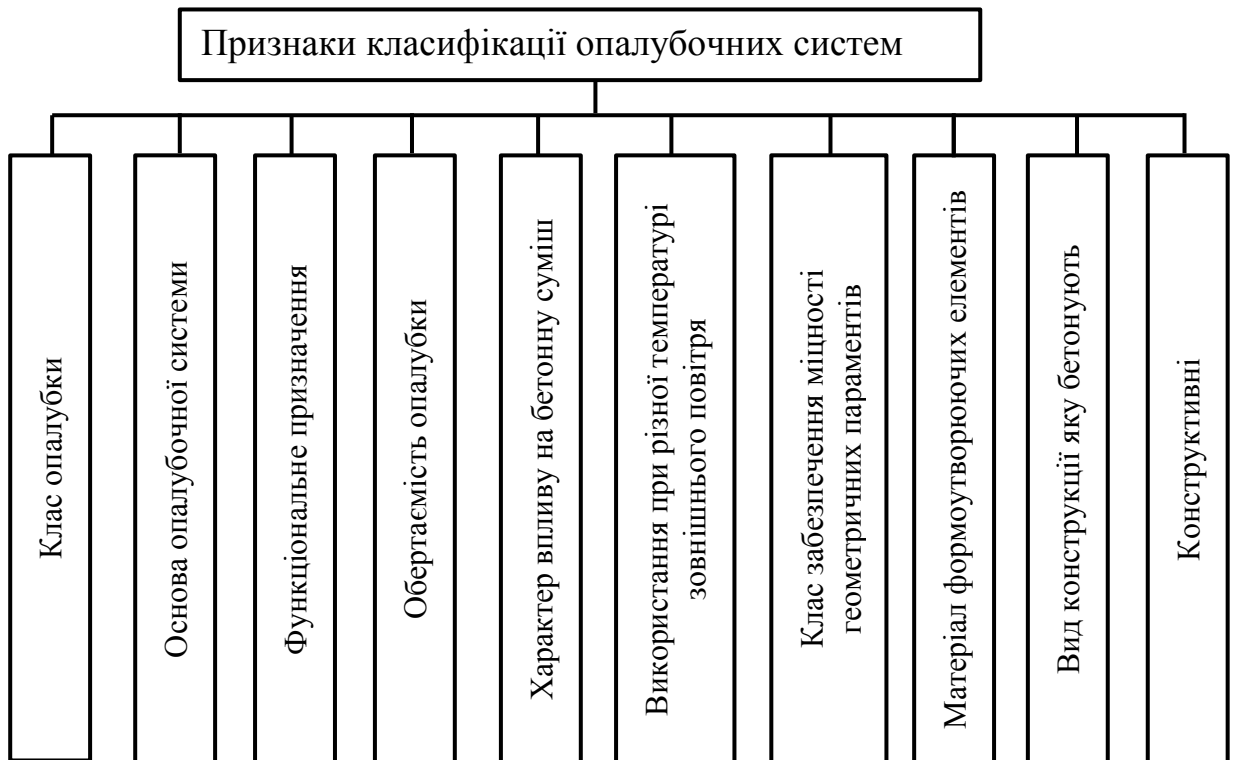 Признаки класифікації опалубочних систем
Клас опалубки
Основа опалубочної системи
Функціональне призначення
Обертаємість опалубки
Характер впливу на бетонну суміш
Використання при різної температурі
зовнішнього повітря
Клас забезпечення міцності
геометричних параментів
Матеріал формоутворюючих елементів
Вид конструкції яку бетонують
Конструктивні